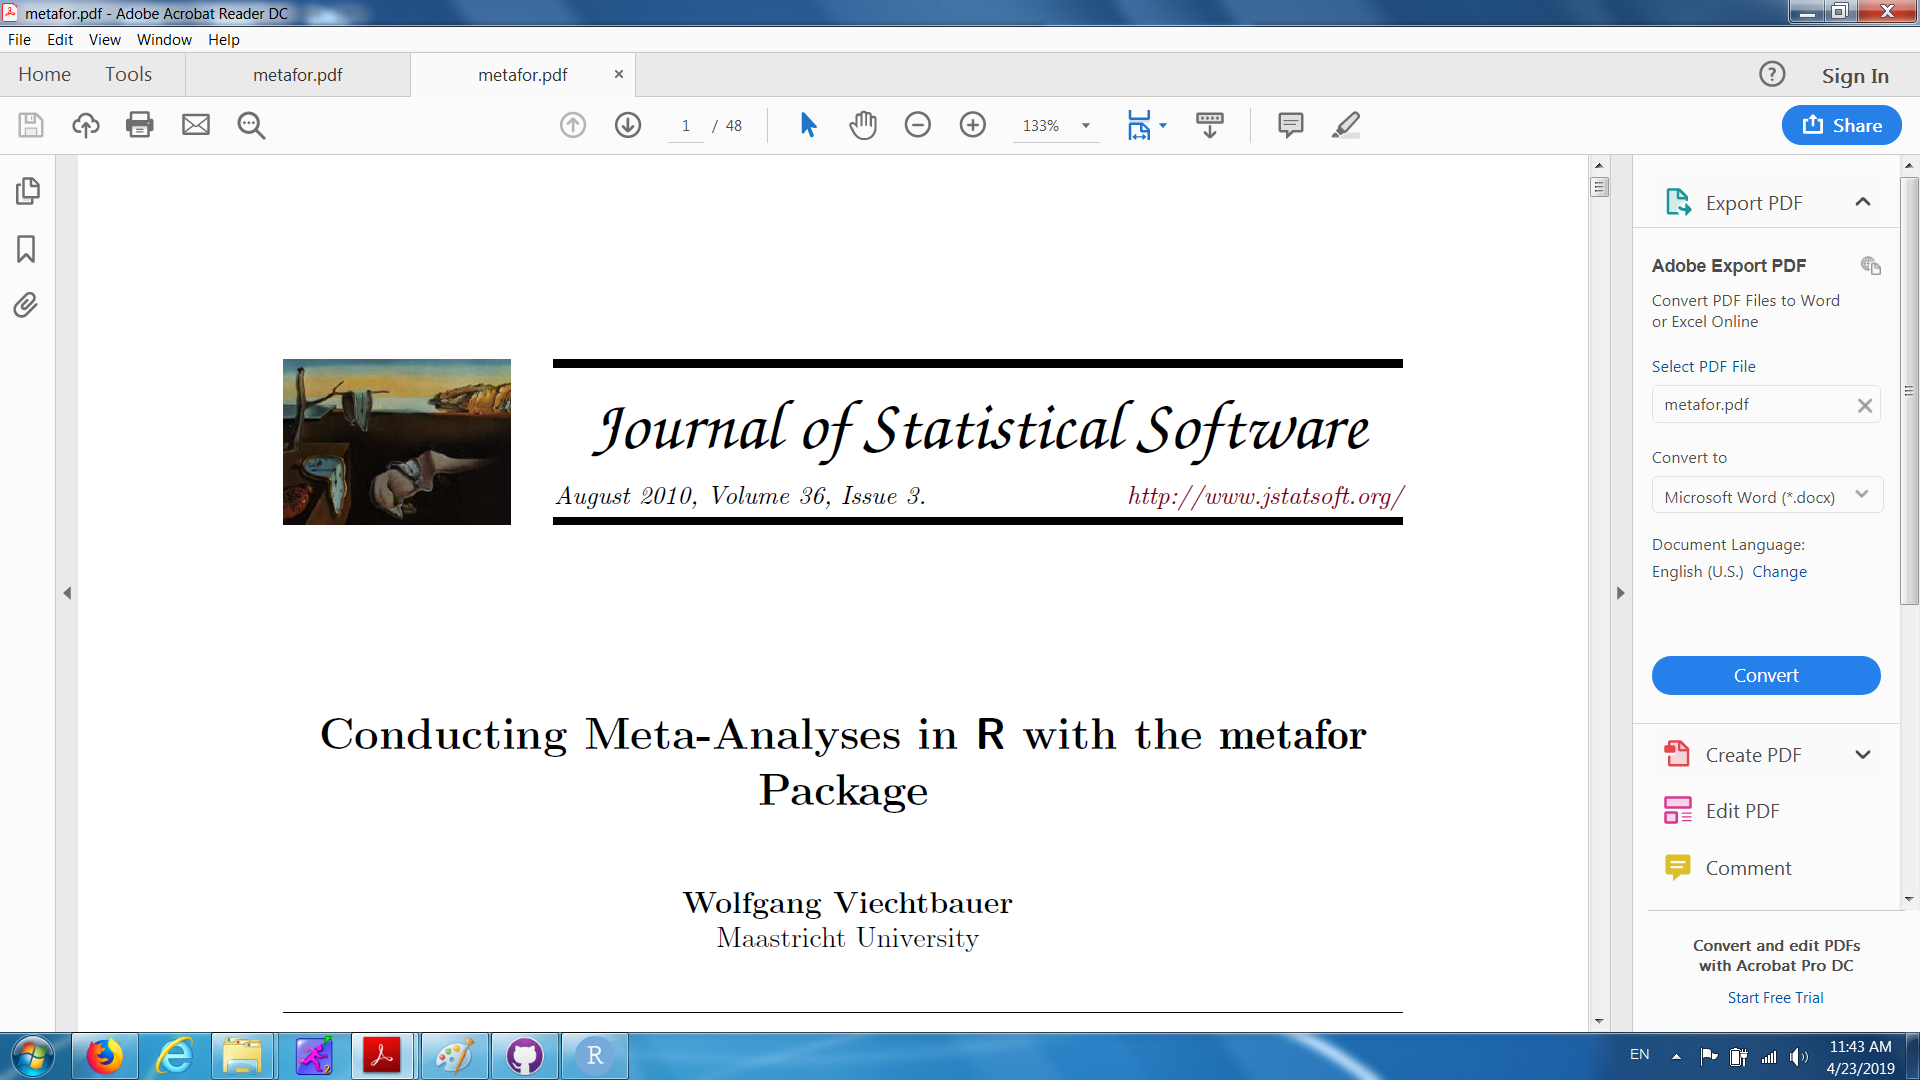 metafor.pdf - Adobe Acrobat Reader DC
File Edit View Window Help
Home Tools metafor.pdf metafor.pdf × ? Sign In
1 / 48 133% Share
Export PDF
Adobe Export PDF
Convert PDF Files to Word
or Excel Online
Select PDF File
metafor.pdf
Convert to
Microsoft Word (*.docx)
Document Language:
English (U.S.) Change
Convert
Create PDF
Edit PDF
Comment
Convert and edit PDFs
with Acrobat Pro DC
Start Free Trial
Journal of Statistical Software
August 2010, Volume 36, Issue 3. http://www.jstatsoft.org/
Conducting Meta-Analyses in R with the metafor
Package
Wolfgang Viechtbauer
Maastricht University
2
R
EN
11:43 AM
4/23/2019